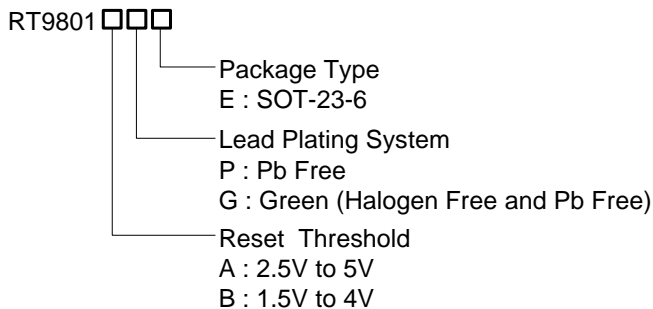 RT9801□□□
Package Type
E : SOT-23-6
Lead Plating System
P : Pb Free
G : Green (Halogen Free and Pb Free)
Reset Threshold
A : 2.5V to 5V
B : 1.5V to 4V